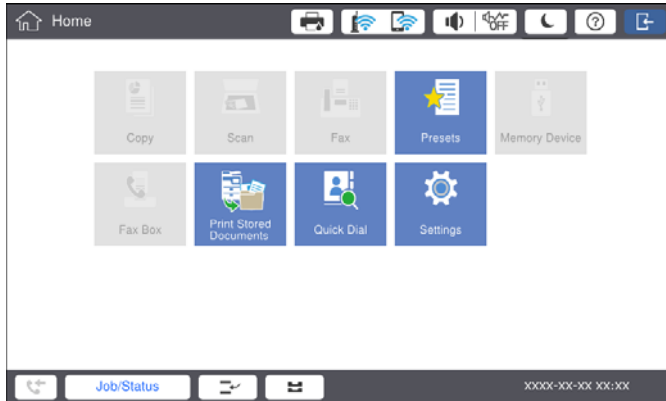 Home
OFF
?
Copy
Scan
Fax
Presets
Memory Device
Fax Box
Print Stored
Documents
Quick Dial
Settings
Job/Status
XXXX-XX-XX XX:XX